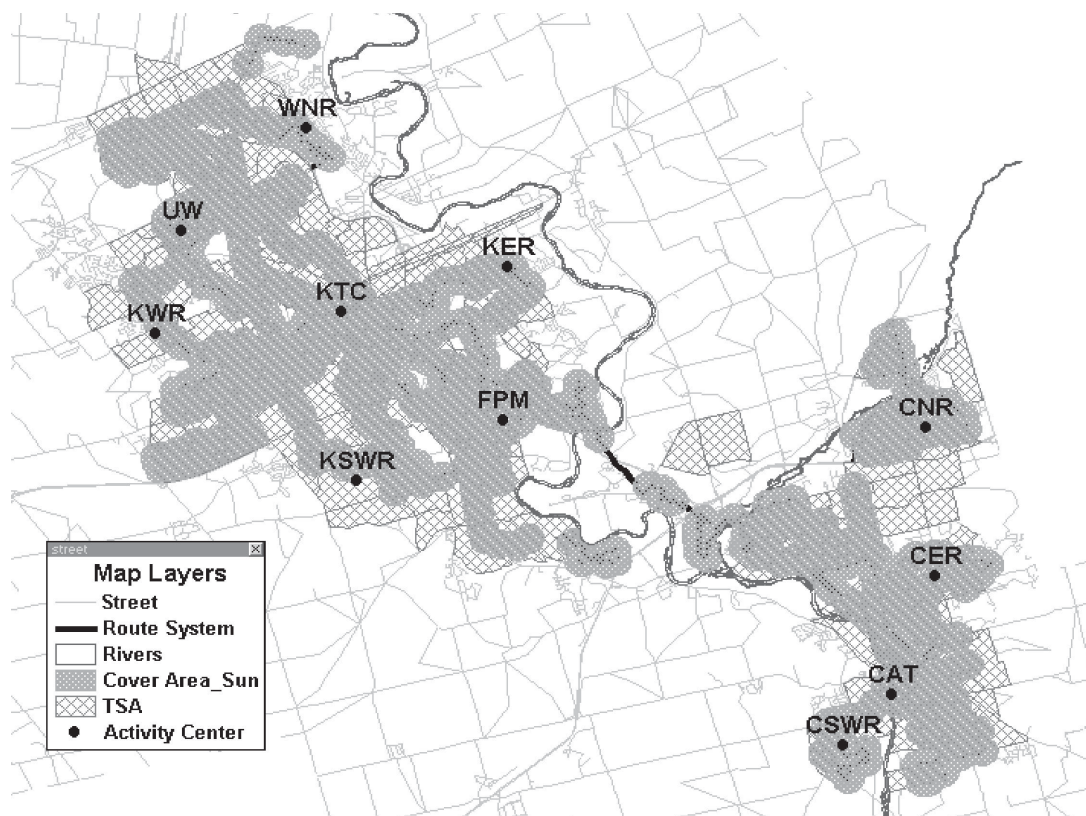 WNR
UW
KER
KTC
KWR
FPM
CNR
KSWR
CER
CAT
CSWR
street
Map Layers
Street
Route System
Rivers
Cover Area_Sun
TSA
Activity Center